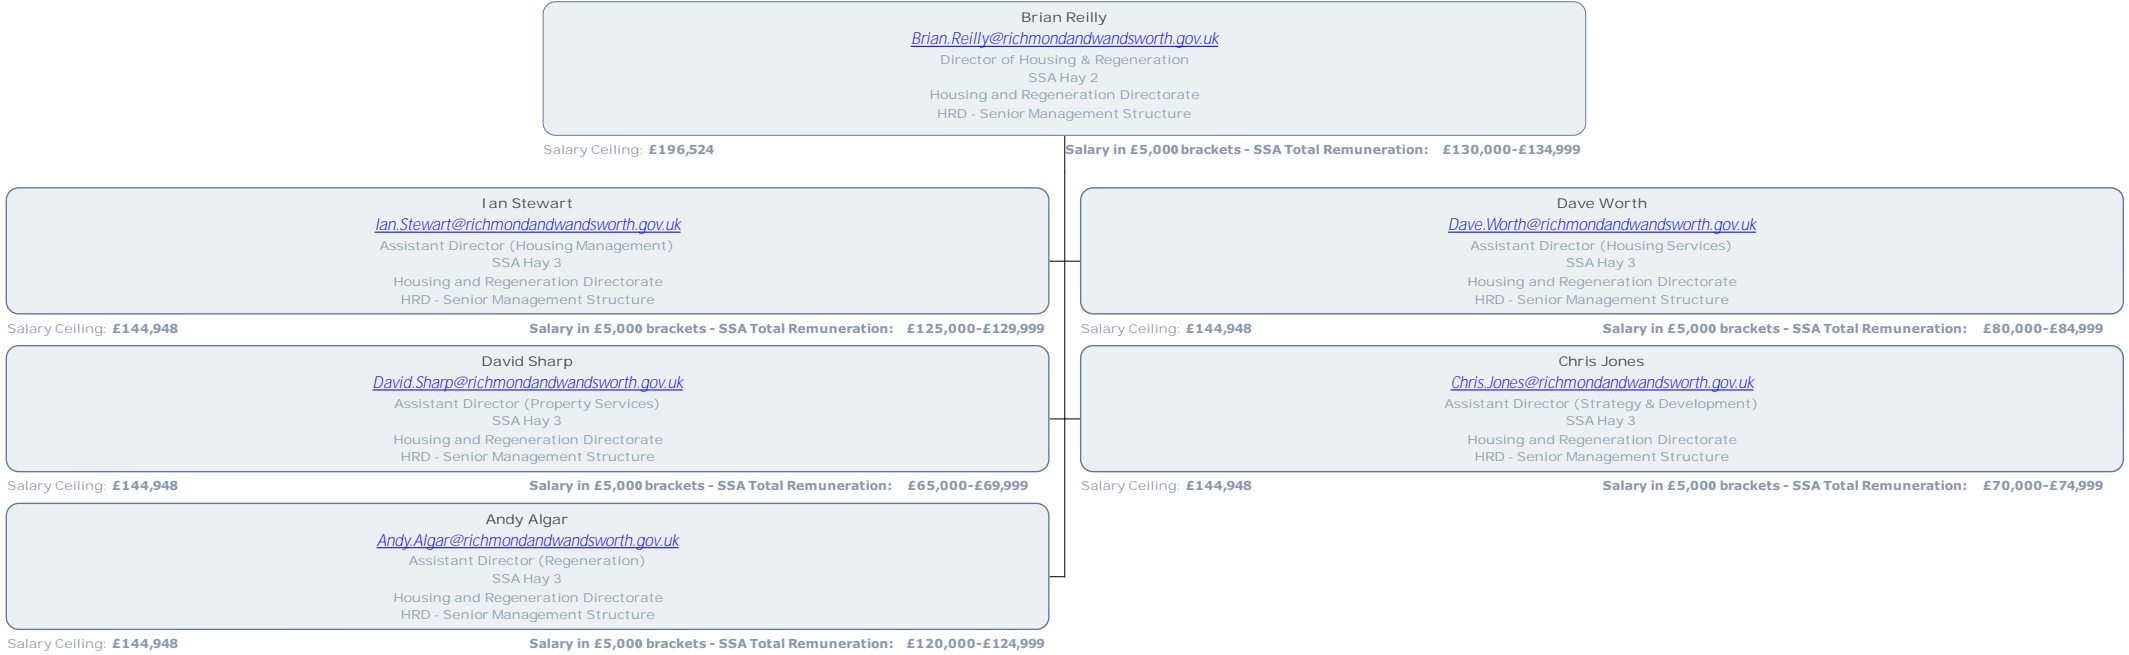 Brian Reilly
Brian.Reilly@richmondandwandsworth.gov.uk
Director of Housing & Regeneration
SSA Hay 2
Housing and Regeneration Directorate
HRD - Senior Management Structure
Salary Ceiling: £196,524
Salary in £5,000 brackets - SSA Total Remuneration: £130,000-£134,999
Ian Stewart
Ian.Stewart@richmondandwandsworth.gov.uk
Assistant Director (Housing Management)
SSA Hay 3
Housing and Regeneration Directorate
HRD - Senior Management Structure
Salary Ceiling: £144,948
Salary in £5,000 brackets - SSA Total Remuneration: £125,000-£129,999
Dave Worth
Dave.Worth@richmondandwandsworth.gov.uk
Assistant Director (Housing Services)
SSA Hay 3
Housing and Regeneration Directorate
HRD - Senior Management Structure
Salary Ceiling: £144,948
Salary in £5,000 brackets - SSA Total Remuneration: £80,000-£84,999
David Sharp
David.Sharp@richmondandwandsworth.gov.uk
Assistant Director (Property Services)
SSA Hay 3
Housing and Regeneration Directorate
HRD - Senior Management Structure
Salary Ceiling: £144,948
Salary in £5,000 brackets - SSA Total Remuneration: £65,000-£69,999
Chris Jones
Chris.Jones@richmondandwandsworth.gov.uk
Assistant Director (Strategy & Development)
SSA Hay 3
Housing and Regeneration Directorate
HRD - Senior Management Structure
Salary Ceiling: £144,948
Salary in £5,000 brackets - SSA Total Remuneration: £70,000-£74,999
Andy Algar
Andy.Algar@richmondandwandsworth.gov.uk
Assistant Director (Regeneration)
SSA Hay 3
Housing and Regeneration Directorate
HRD - Senior Management Structure
Salary Ceiling: £144,948
Salary in £5,000 brackets - SSA Total Remuneration: £120,000-£124,999